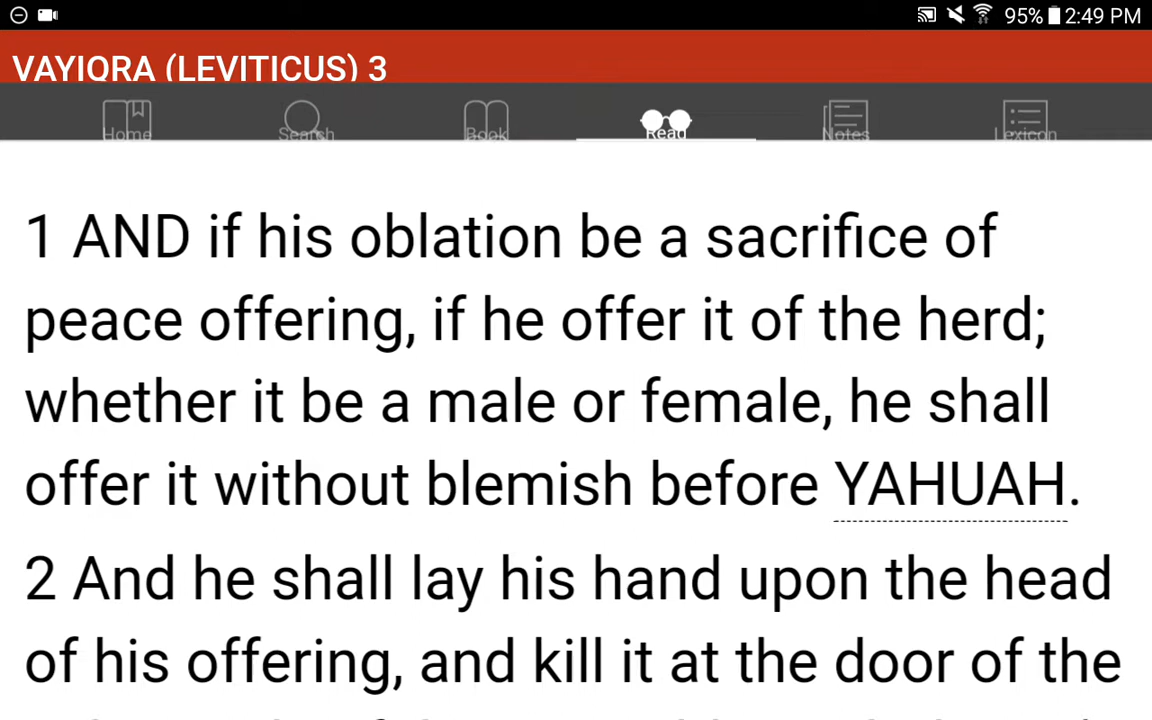 95% 2:49 PM
VAYIQRA (LEVITICUS) 3
Home Search Book Read Notes Lexicon
1 AND if his oblation be a sacrifice of
peace offering, if he offer it of the herd;
whether it be a male or female, he shall
offer it without blemish before YAHUAH.
2 And he shall lay his hand upon the head
of his offering, and kill it at the door of the